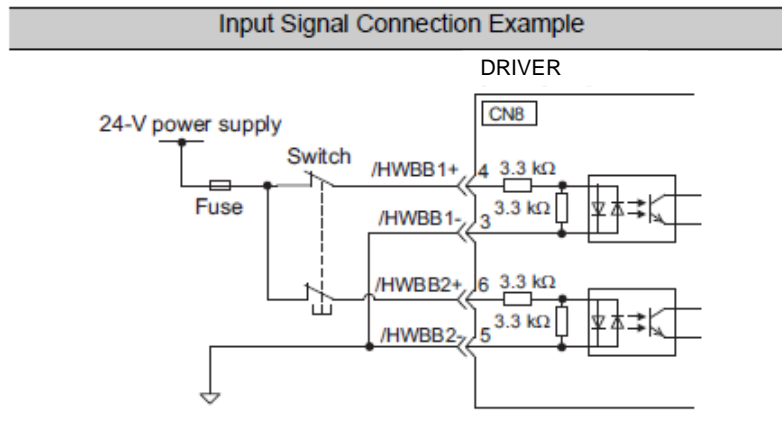 Input Signal Connection Example
DRIVER
CN8
24-V power supply
Switch
Fuse
/HWBB1+ 4 3.3 kΩ
/HWBB1- 3 3.3 kΩ
/HWBB2+ 6 3.3 kΩ
/HWBB2- 5 3.3 kΩ